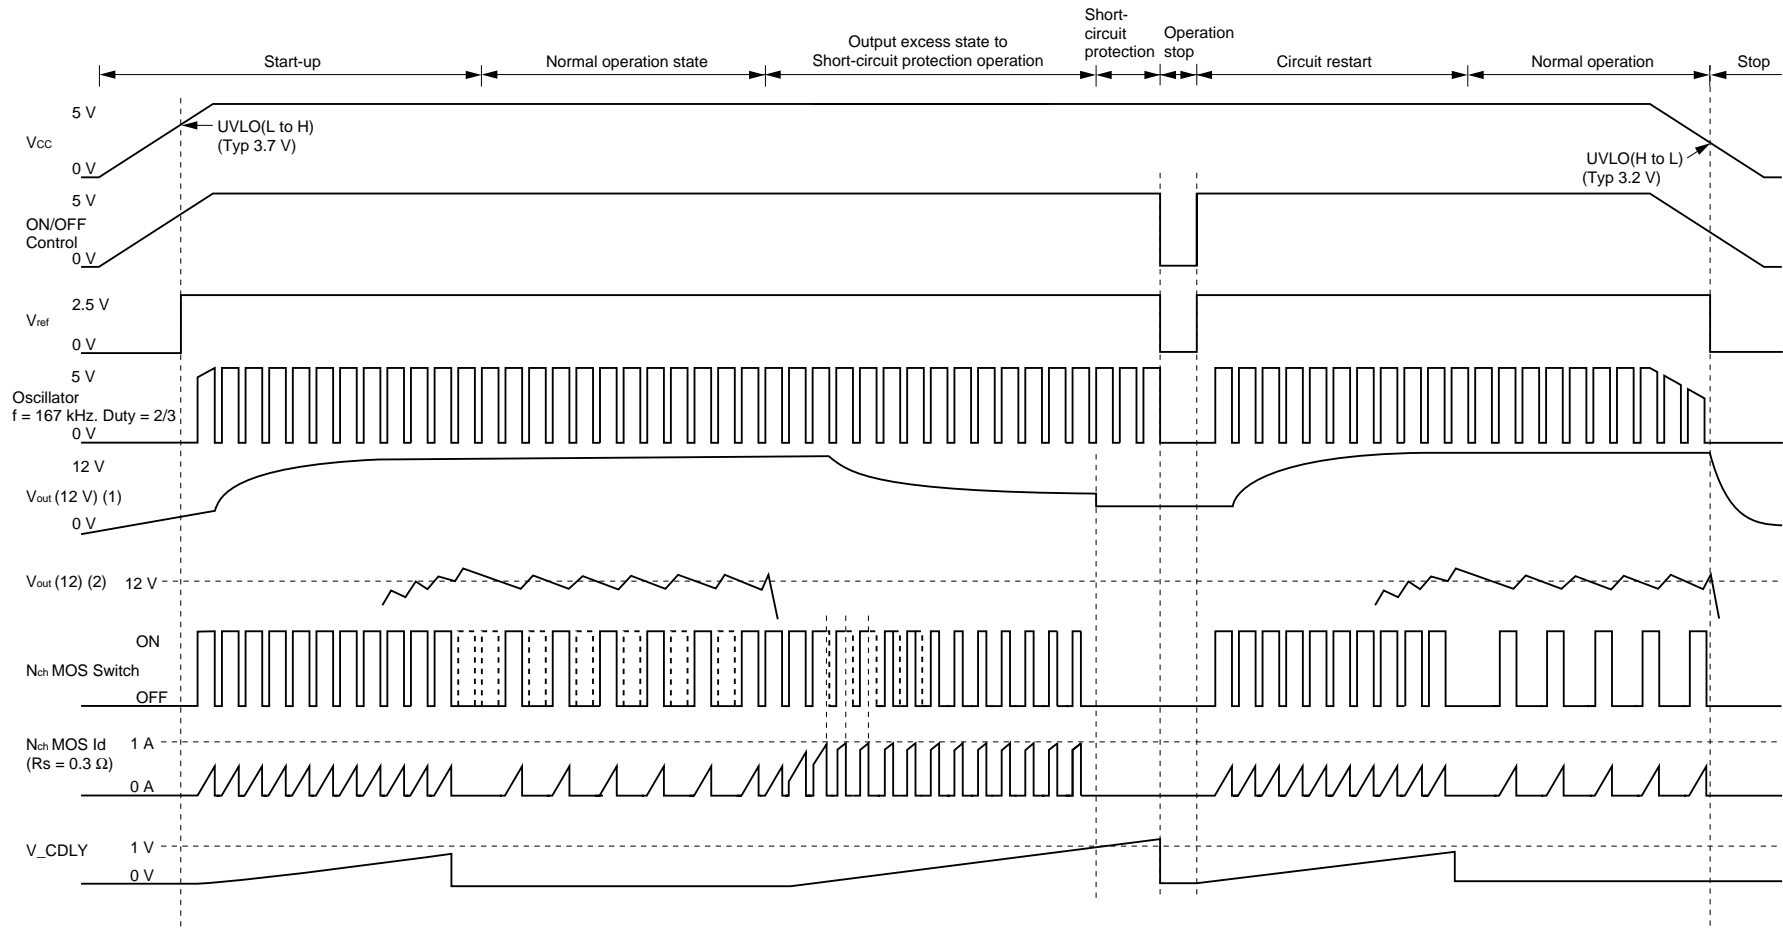 Start-up
Normal operation state
Output excess state to
Short-circuit protection operation
Short-
circuit
protection
Operation
stop
Circuit restart
Normal operation
Stop
5 V
VCC
0 V
UVLO(L to H)
(Typ 3.7 V)
UVLO(H to L)
(Typ 3.2 V)
5 V
ON/OFF
Control
0 V
2.5 V
Vref
0 V
5 V
Oscillator
f = 167 kHz. Duty = 2/3
0 V
12 V
Vout (12 V) (1)
0 V
Vout (12) (2) 12 V
ON
Nch MOS Switch
OFF
Nch MOS Id 1 A
(Rs = 0.3 Ω)
0 A
V_CDLY 1 V
0 V